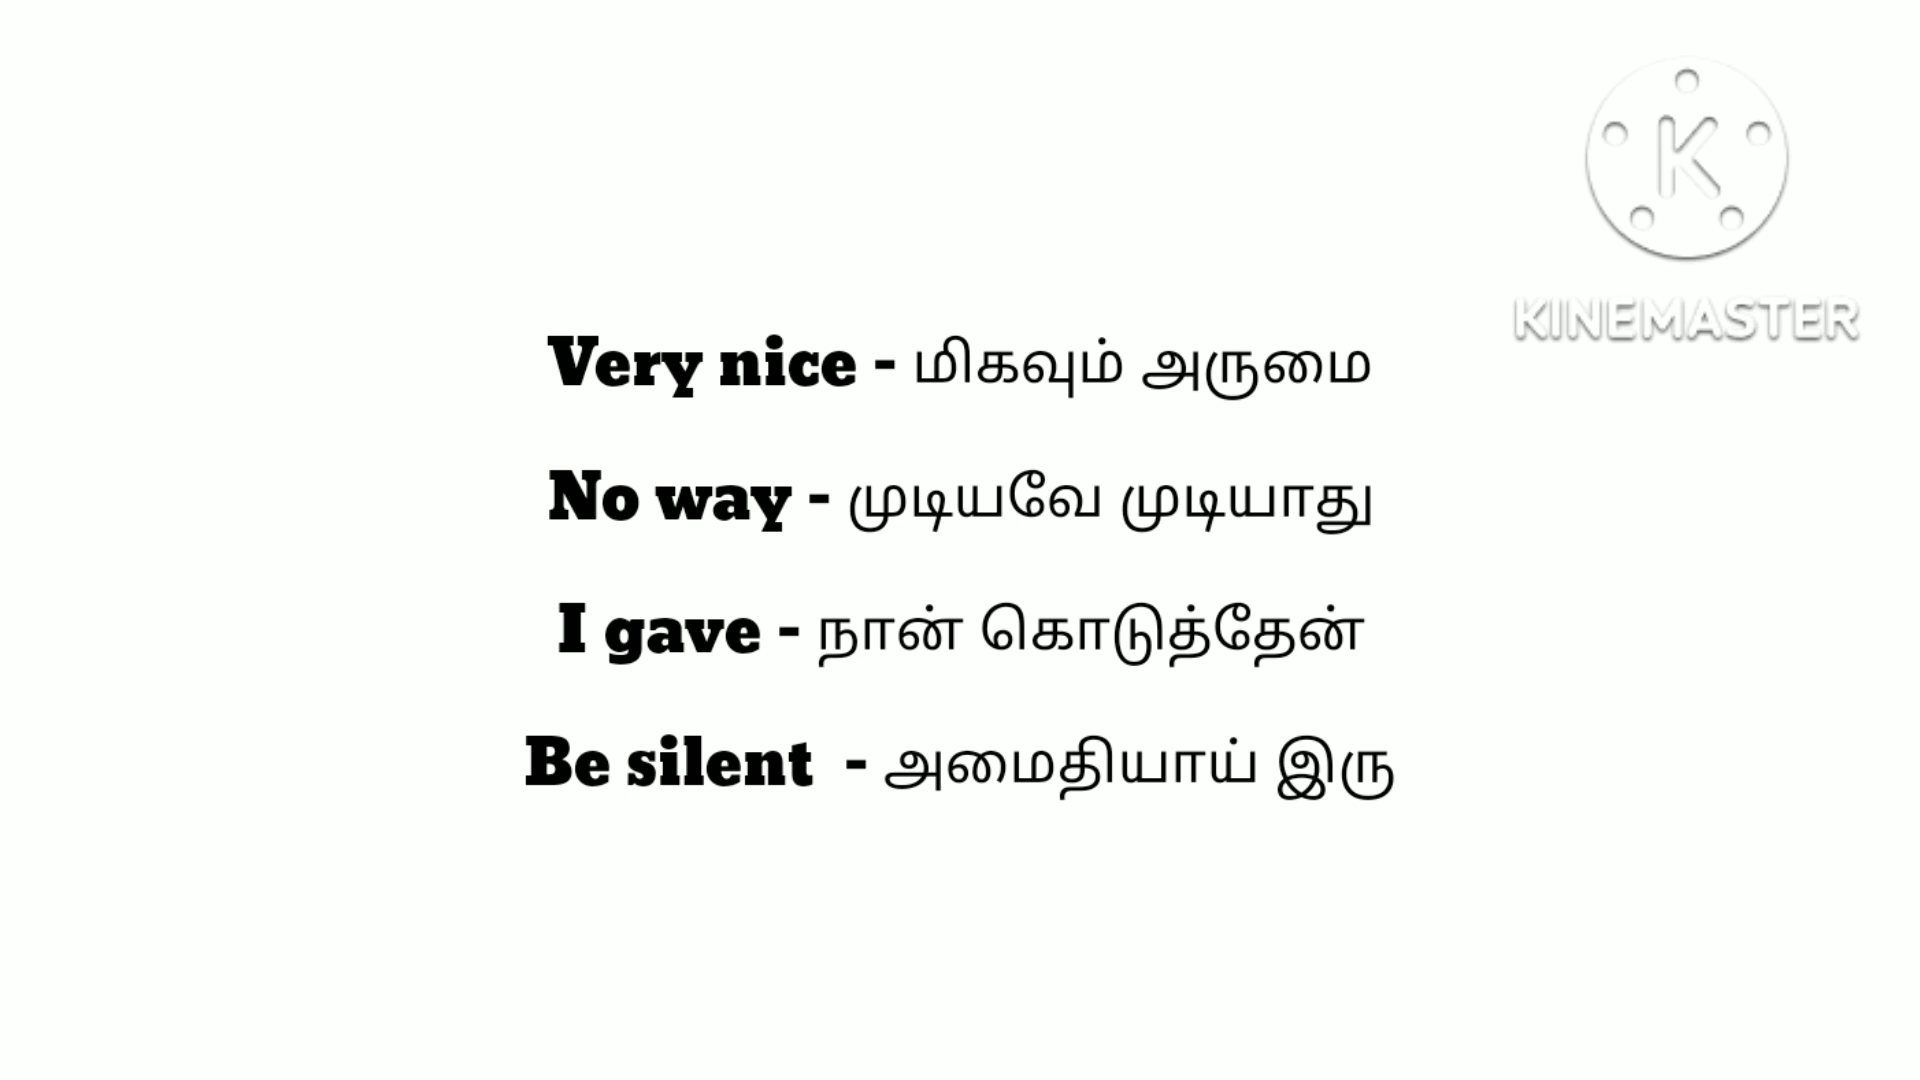 KINEMASTER
Very nice - மிகவும் அருமை
No way - முடியவே முடியாது
I gave - நான் கொடுத்தேன்
Be silent - அமைதியாய் இரு